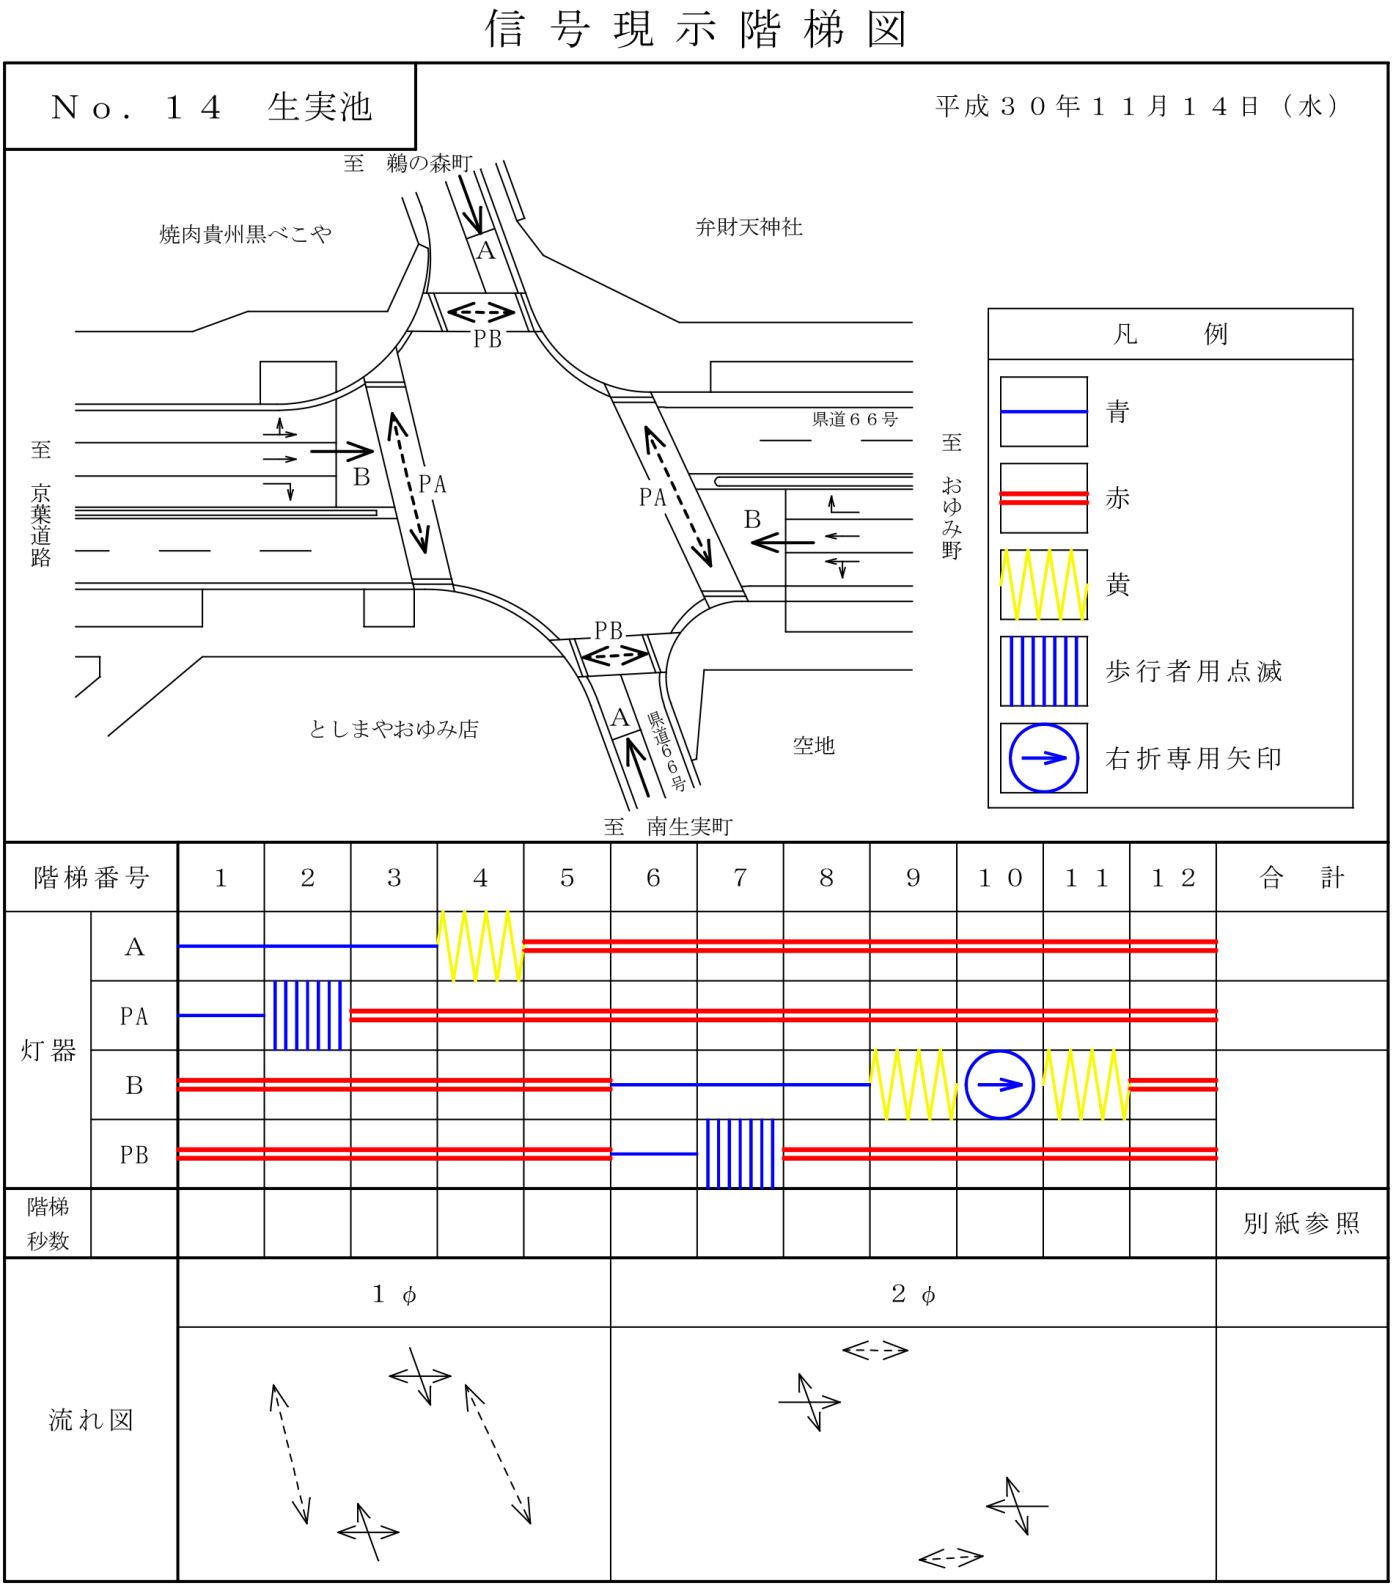 信号現示階梯図
Ｎｏ．１４　生実池
平成３０年１１月１４日（水）
至　鵜の森町
焼肉貴州黒べこや
弁財天神社
A
PB
凡　例
青
赤
黄
歩行者用点滅
右折専用矢印
県道６６号
至　京葉道路
B
PA
PA
B
至　おゆみ野
PB
としまやおゆみ店
A
県道６６号
空地
至　南生実町
階梯番号 １ ２ ３ ４ ５ ６ ７ ８ ９ １０ １１ １２ 合　計
灯器
A
PA
B
PB
階梯
秒数
別紙参照
１φ ２φ
流れ図